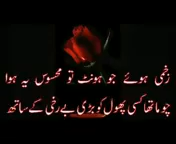 زخمی ہوئے جو ہونٹ تو محسوس یہ ہوا
چوما تھا کسی پھول کو بڑی بے رخی کے ساتھ